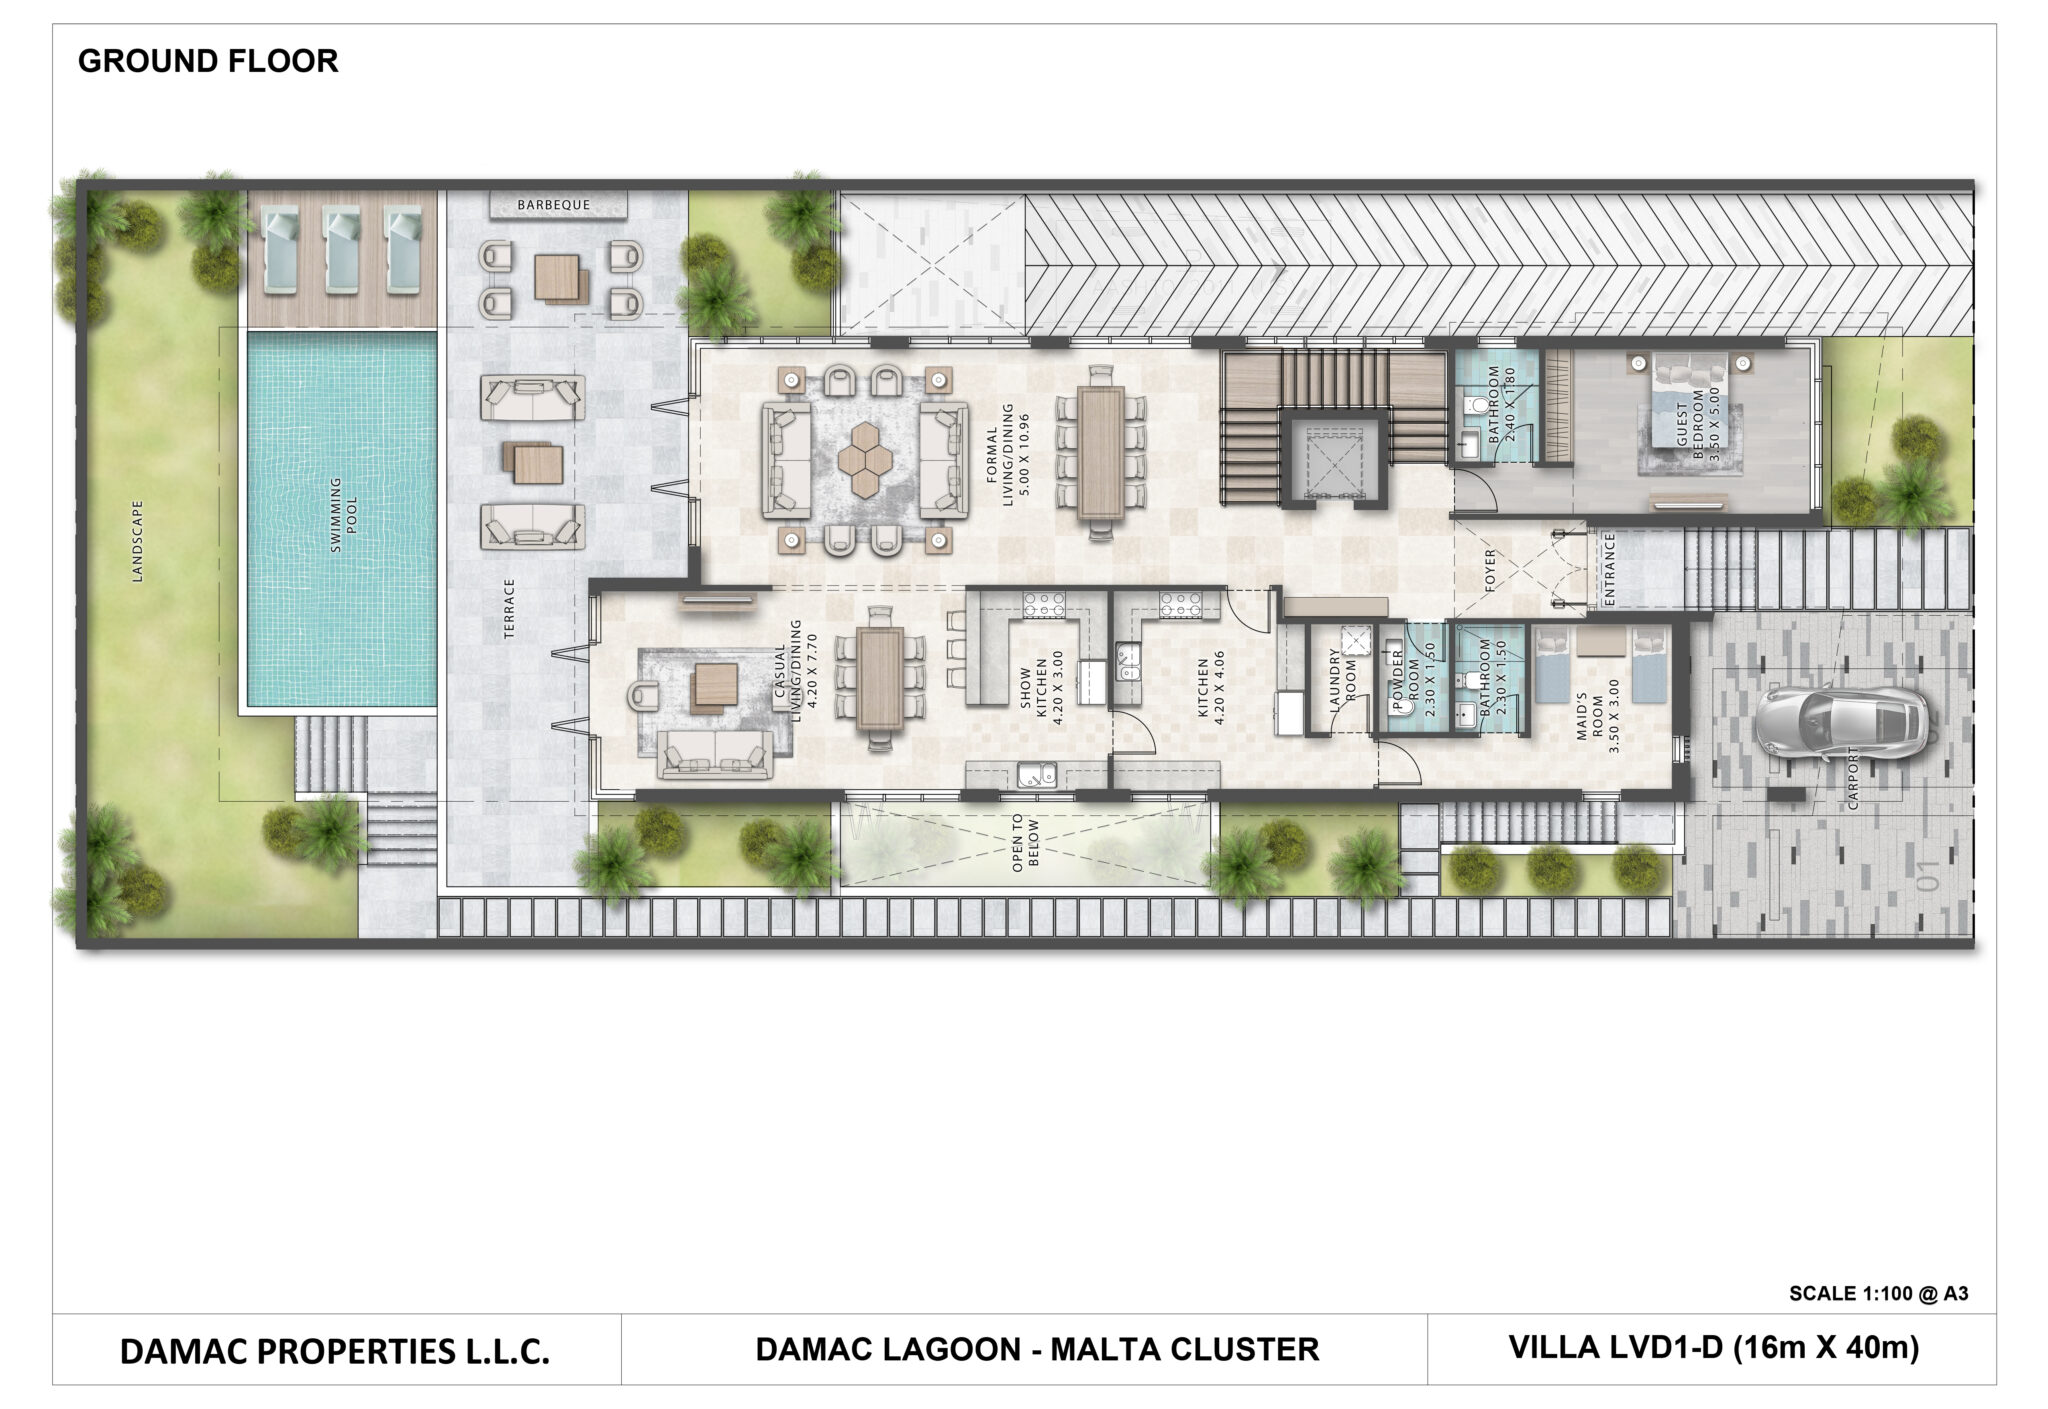 GROUND FLOOR
BARBEQUE
LANDSCAPE
SWIMMING
POOL
TERRACE
FORMAL
LIVING/DINING
5.00 X 10.96
CASUAL
LIVING/DINING
4.20 X 7.70
SHOW
KITCHEN
4.20 X 3.00
KITCHEN
4.20 X 4.06
LAUNDRY
ROOM
POWDER
ROOM
2.30 X 1.50
BATHROOM
2.30 X 1.50
MAID'S
ROOM
3.50 X 3.00
BATHROOM
2.40 X 1.80
GUEST
BEDROOM
3.50 X 5.00
FOYER
ENTRANCE
OPEN TO
BELOW
CARPORT
02
01
SCALE 1:100 @ A3
DAMAC PROPERTIES L.L.C.
DAMAC LAGOON - MALTA CLUSTER
VILLA LVD1-D (16m X 40m)